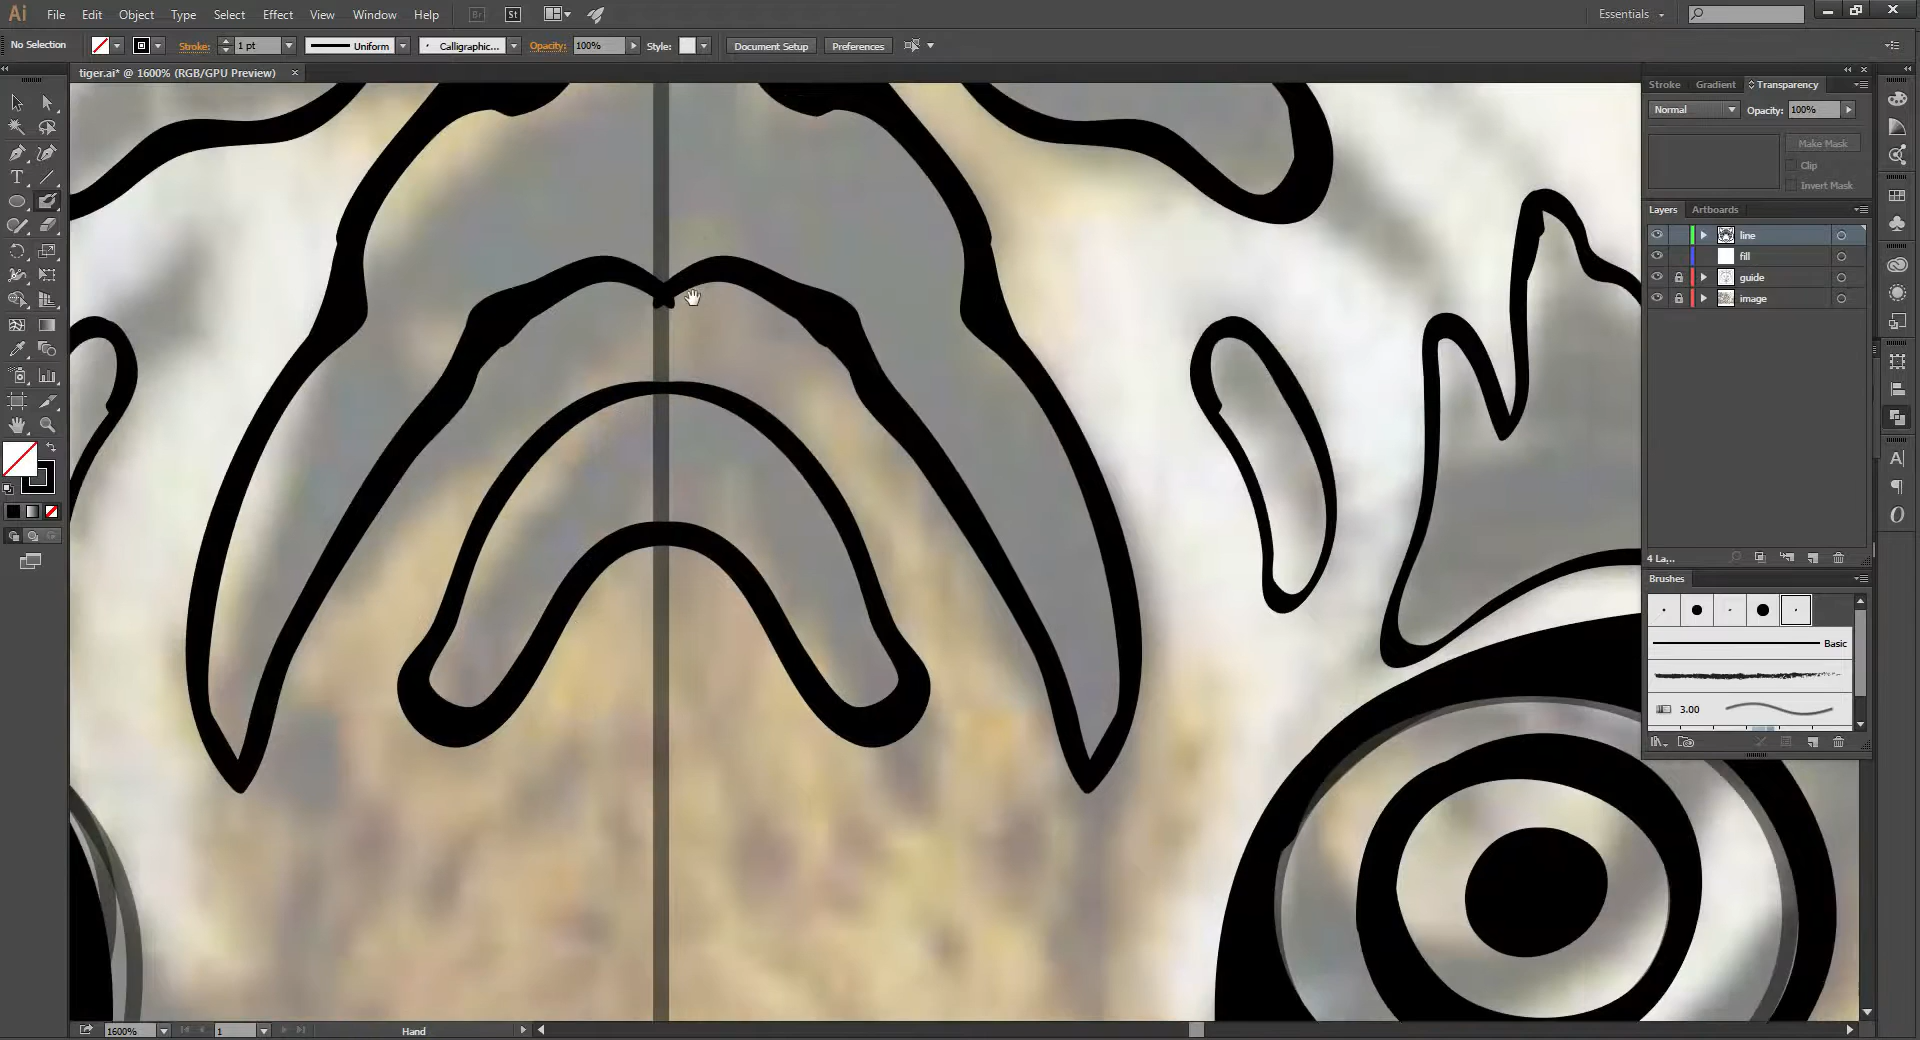 Ai File Edit Object Type Select Effect View Window Help Br St Essentials
No Selection Stroke: 1 pt Uniform Calligraphic... Opacity: 100% Style: Document Setup Preferences
tiger.ai* @ 1600% (RGB/GPU Preview)
Stroke Gradient Transparency
Normal Opacity: 100%
Make Mask
Clip
Invert Mask
Layers Artboards
line
fill
guide
image
4 La...
Brushes
Basic
3.00
1600% 1 Hand